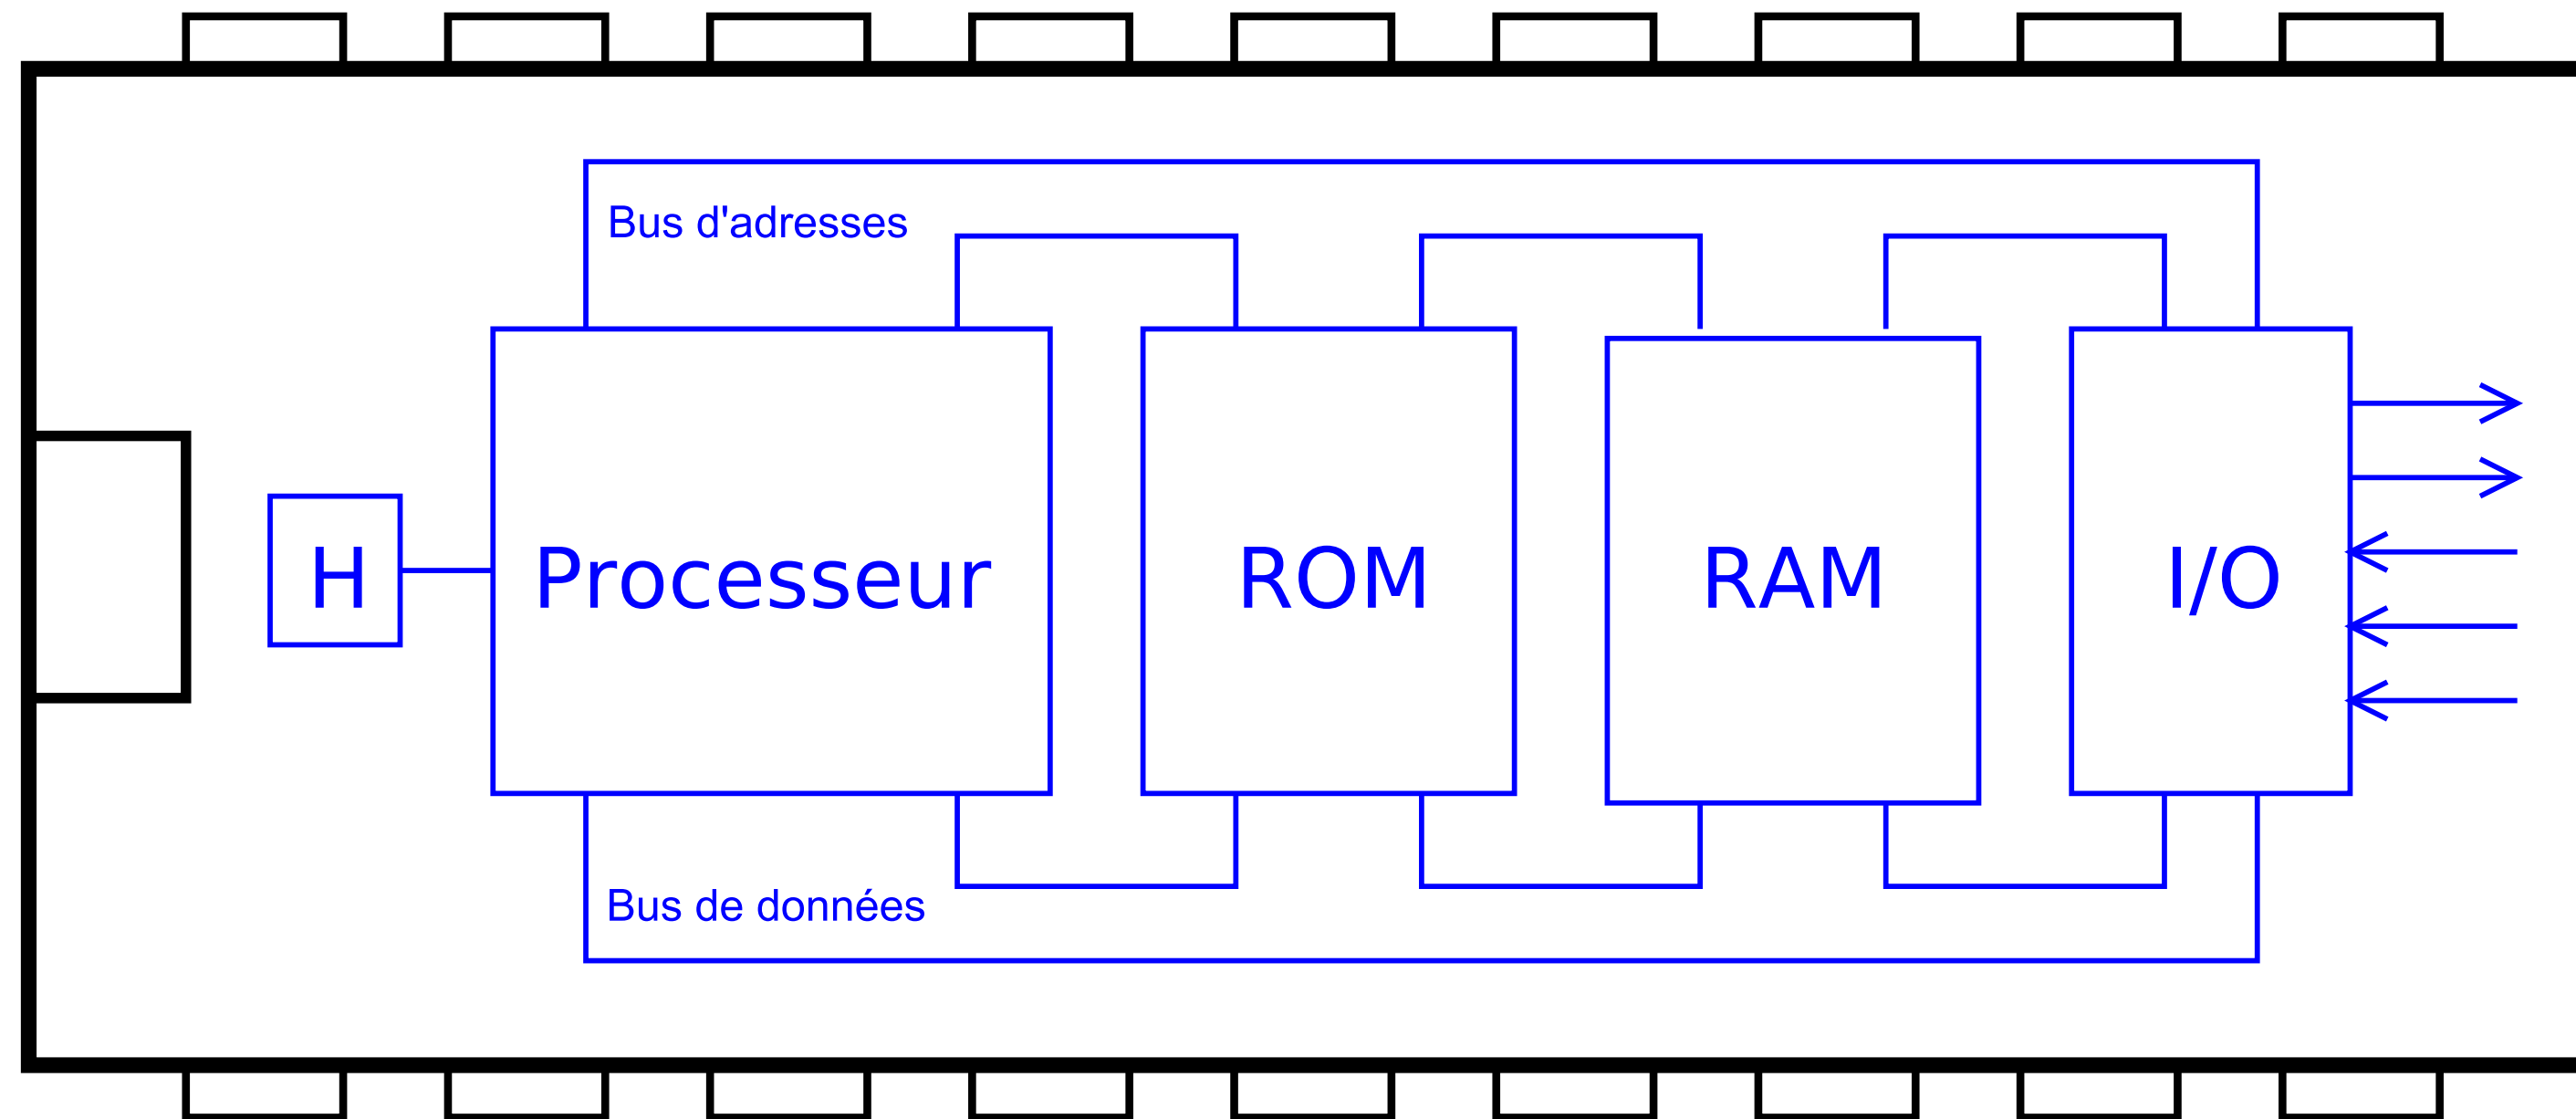 Bus d'adresses
H
Processeur
ROM
RAM
I/O
Bus de données